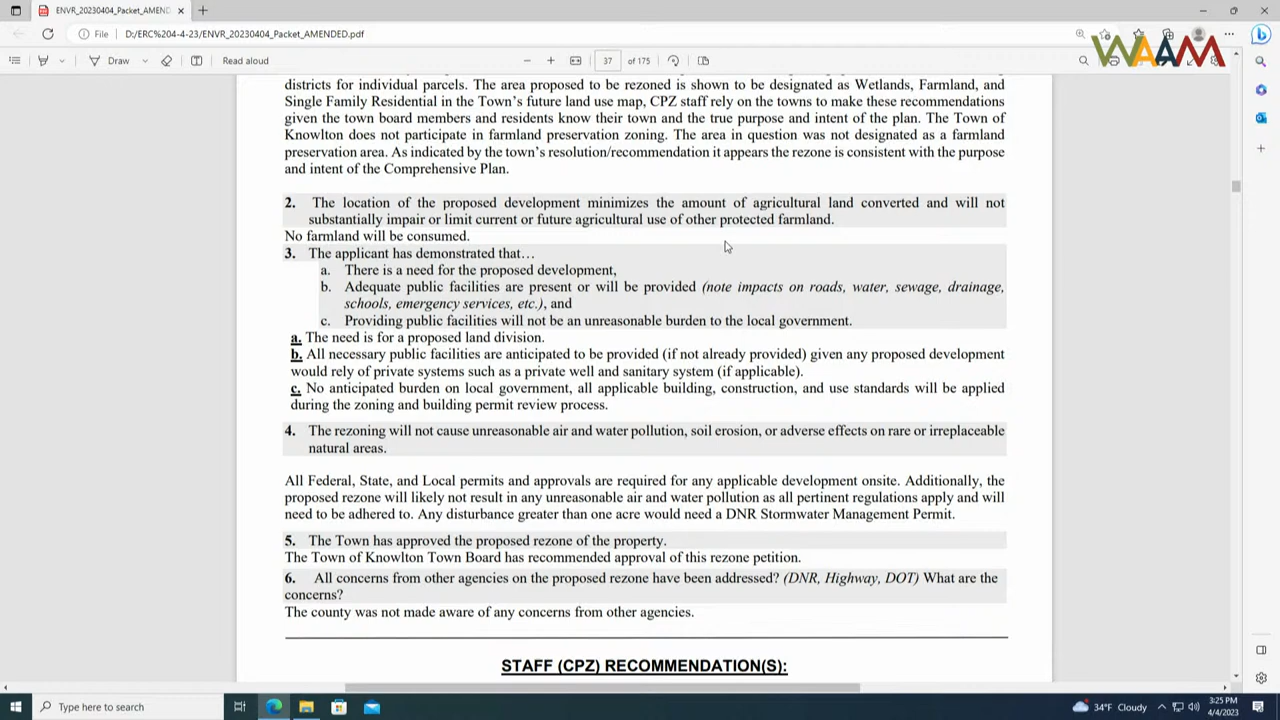 ENVR_20230404_Packet_AMENDED
File
D:/ERC%204-4-23/ENVR_20230404_Packet_AMENDED.pdf
WAAM
Draw
Read aloud
37
of 175
districts for individual parcels. The area proposed to be rezoned is shown to be designated as Wetlands, Farmland, and
Single Family Residential in the Town's future land use map, CPZ staff rely on the towns to make these recommendations
given the town board members and residents know their town and the true purpose and intent of the plan. The Town of
Knowlton does not participate in farmland preservation zoning. The area in question was not designated as a farmland
preservation area. As indicated by the town's resolution/recommendation it appears the rezone is consistent with the purpose
and intent of the Comprehensive Plan.
2. The location of the proposed development minimizes the amount of agricultural land converted and will not
substantially impair or limit current or future agricultural use of other protected farmland.
No farmland will be consumed.
3. The applicant has demonstrated that…
a. There is a need for the proposed development,
b. Adequate public facilities are present or will be provided (note impacts on roads, water, sewage, drainage,
schools, emergency services, etc.), and
c. Providing public facilities will not be an unreasonable burden to the local government.
a. The need is for a proposed land division.
b. All necessary public facilities are anticipated to be provided (if not already provided) given any proposed development
would rely of private systems such as a private well and sanitary system (if applicable).
c. No anticipated burden on local government, all applicable building, construction, and use standards will be applied
during the zoning and building permit review process.
4. The rezoning will not cause unreasonable air and water pollution, soil erosion, or adverse effects on rare or irreplaceable
natural areas.
All Federal, State, and Local permits and approvals are required for any applicable development onsite. Additionally, the
proposed rezone will likely not result in any unreasonable air and water pollution as all pertinent regulations apply and will
need to be adhered to. Any disturbance greater than one acre would need a DNR Stormwater Management Permit.
5. The Town has approved the proposed rezone of the property.
The Town of Knowlton Town Board has recommended approval of this rezone petition.
6. All concerns from other agencies on the proposed rezone have been addressed? (DNR, Highway, DOT) What are the
concerns?
The county was not made aware of any concerns from other agencies.
STAFF (CPZ) RECOMMENDATION(S):
Type here to search
34°F Cloudy
3:25 PM
4/4/2023